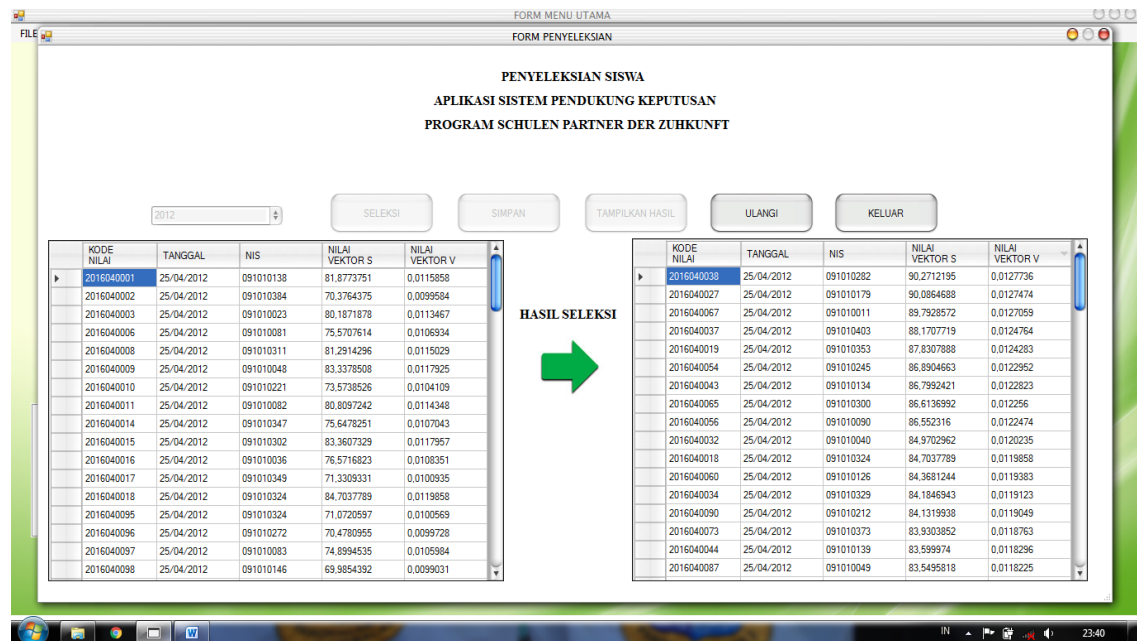 FORM MENU UTAMA
FILE
FORM PENYELEKSIAN
PENYELEKSIAN SISWA
APLIKASI SISTEM PENDUKUNG KEPUTUSAN
PROGRAM SCHULEN PARTNER DER ZUHKUNFT
2012 SELEKSI SIMPAN TAMPILKAN HASIL ULANGI KELUAR
KODE NILAI TANGGAL NIS NILAI VEKTOR S NILAI VEKTOR V
2016040001 25/04/2012 091010138 81,8773751 0,0115858
2016040002 25/04/2012 091010384 70,3764375 0,0099584
2016040003 25/04/2012 091010023 80,1871878 0,0113467
2016040006 25/04/2012 091010081 75,5707614 0,0106934
2016040008 25/04/2012 091010311 81,2914296 0,0115029
2016040009 25/04/2012 091010048 83,3378508 0,0117925
2016040010 25/04/2012 091010221 73,5738526 0,0104109
2016040011 25/04/2012 091010082 80,8097242 0,0114348
2016040014 25/04/2012 091010347 75,6478251 0,0107043
2016040015 25/04/2012 091010302 83,3607329 0,0117957
2016040016 25/04/2012 091010036 76,5716823 0,0108351
2016040017 25/04/2012 091010349 71,3309331 0,0100935
2016040018 25/04/2012 091010324 84,7037789 0,0119858
2016040095 25/04/2012 091010324 71,0720597 0,0100569
2016040096 25/04/2012 091010272 70,4780955 0,0099728
2016040097 25/04/2012 091010083 74,8994535 0,0105984
2016040098 25/04/2012 091010146 69,9854392 0,0099031
HASIL SELEKSI
KODE NILAI TANGGAL NIS NILAI VEKTOR S NILAI VEKTOR V
2016040038 25/04/2012 091010282 90,2712195 0,0127736
2016040027 25/04/2012 091010179 90,0864688 0,0127474
2016040067 25/04/2012 091010011 89,7928572 0,0127059
2016040037 25/04/2012 091010403 88,1707719 0,0124764
2016040019 25/04/2012 091010353 87,8307888 0,0124283
2016040054 25/04/2012 091010245 86,8904663 0,0122952
2016040043 25/04/2012 091010134 86,7992421 0,0122823
2016040065 25/04/2012 091010300 86,6136992 0,012256
2016040056 25/04/2012 091010090 86,552316 0,0122474
2016040032 25/04/2012 091010040 84,9702962 0,0120235
2016040018 25/04/2012 091010324 84,7037789 0,0119858
2016040060 25/04/2012 091010126 84,3681244 0,0119383
2016040034 25/04/2012 091010329 84,1846943 0,0119123
2016040090 25/04/2012 091010212 84,1319938 0,0119049
2016040073 25/04/2012 091010373 83,9303852 0,0118763
2016040044 25/04/2012 091010139 83,599974 0,0118296
2016040087 25/04/2012 091010049 83,5495818 0,0118225
IN 23:40